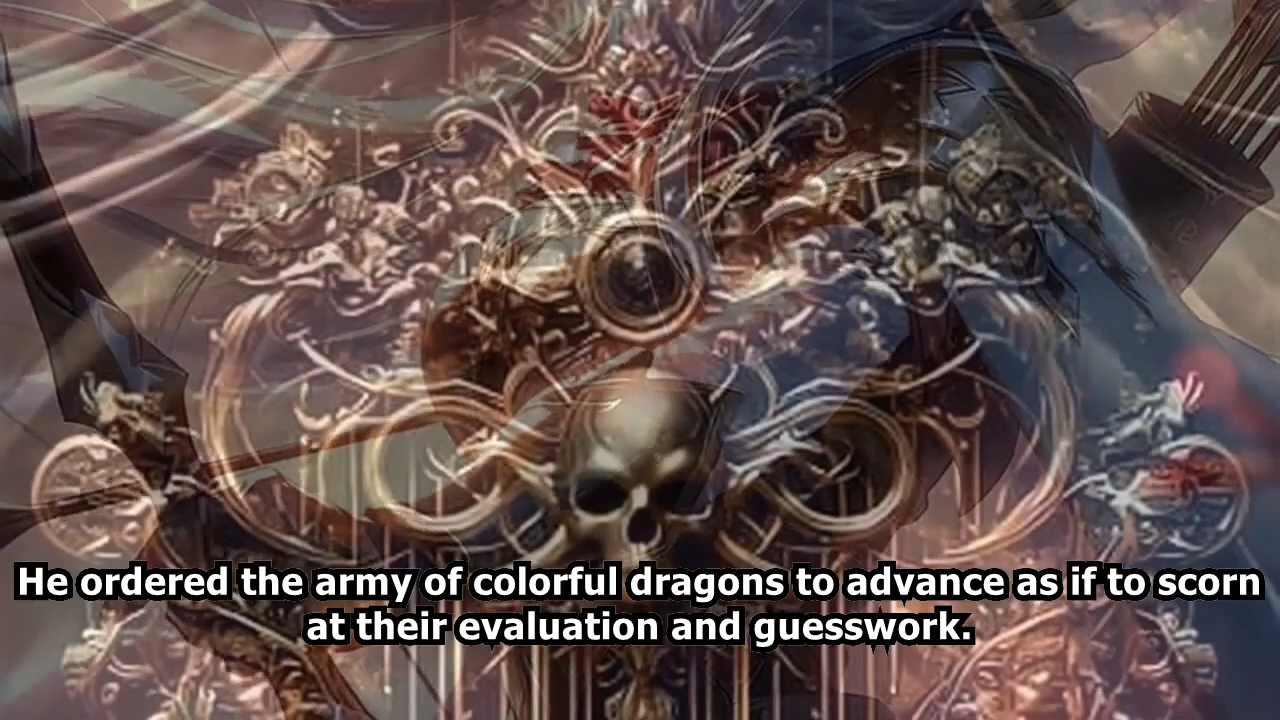 He ordered the army of colorful dragons to advance as if to scorn
at their evaluation and guesswork.